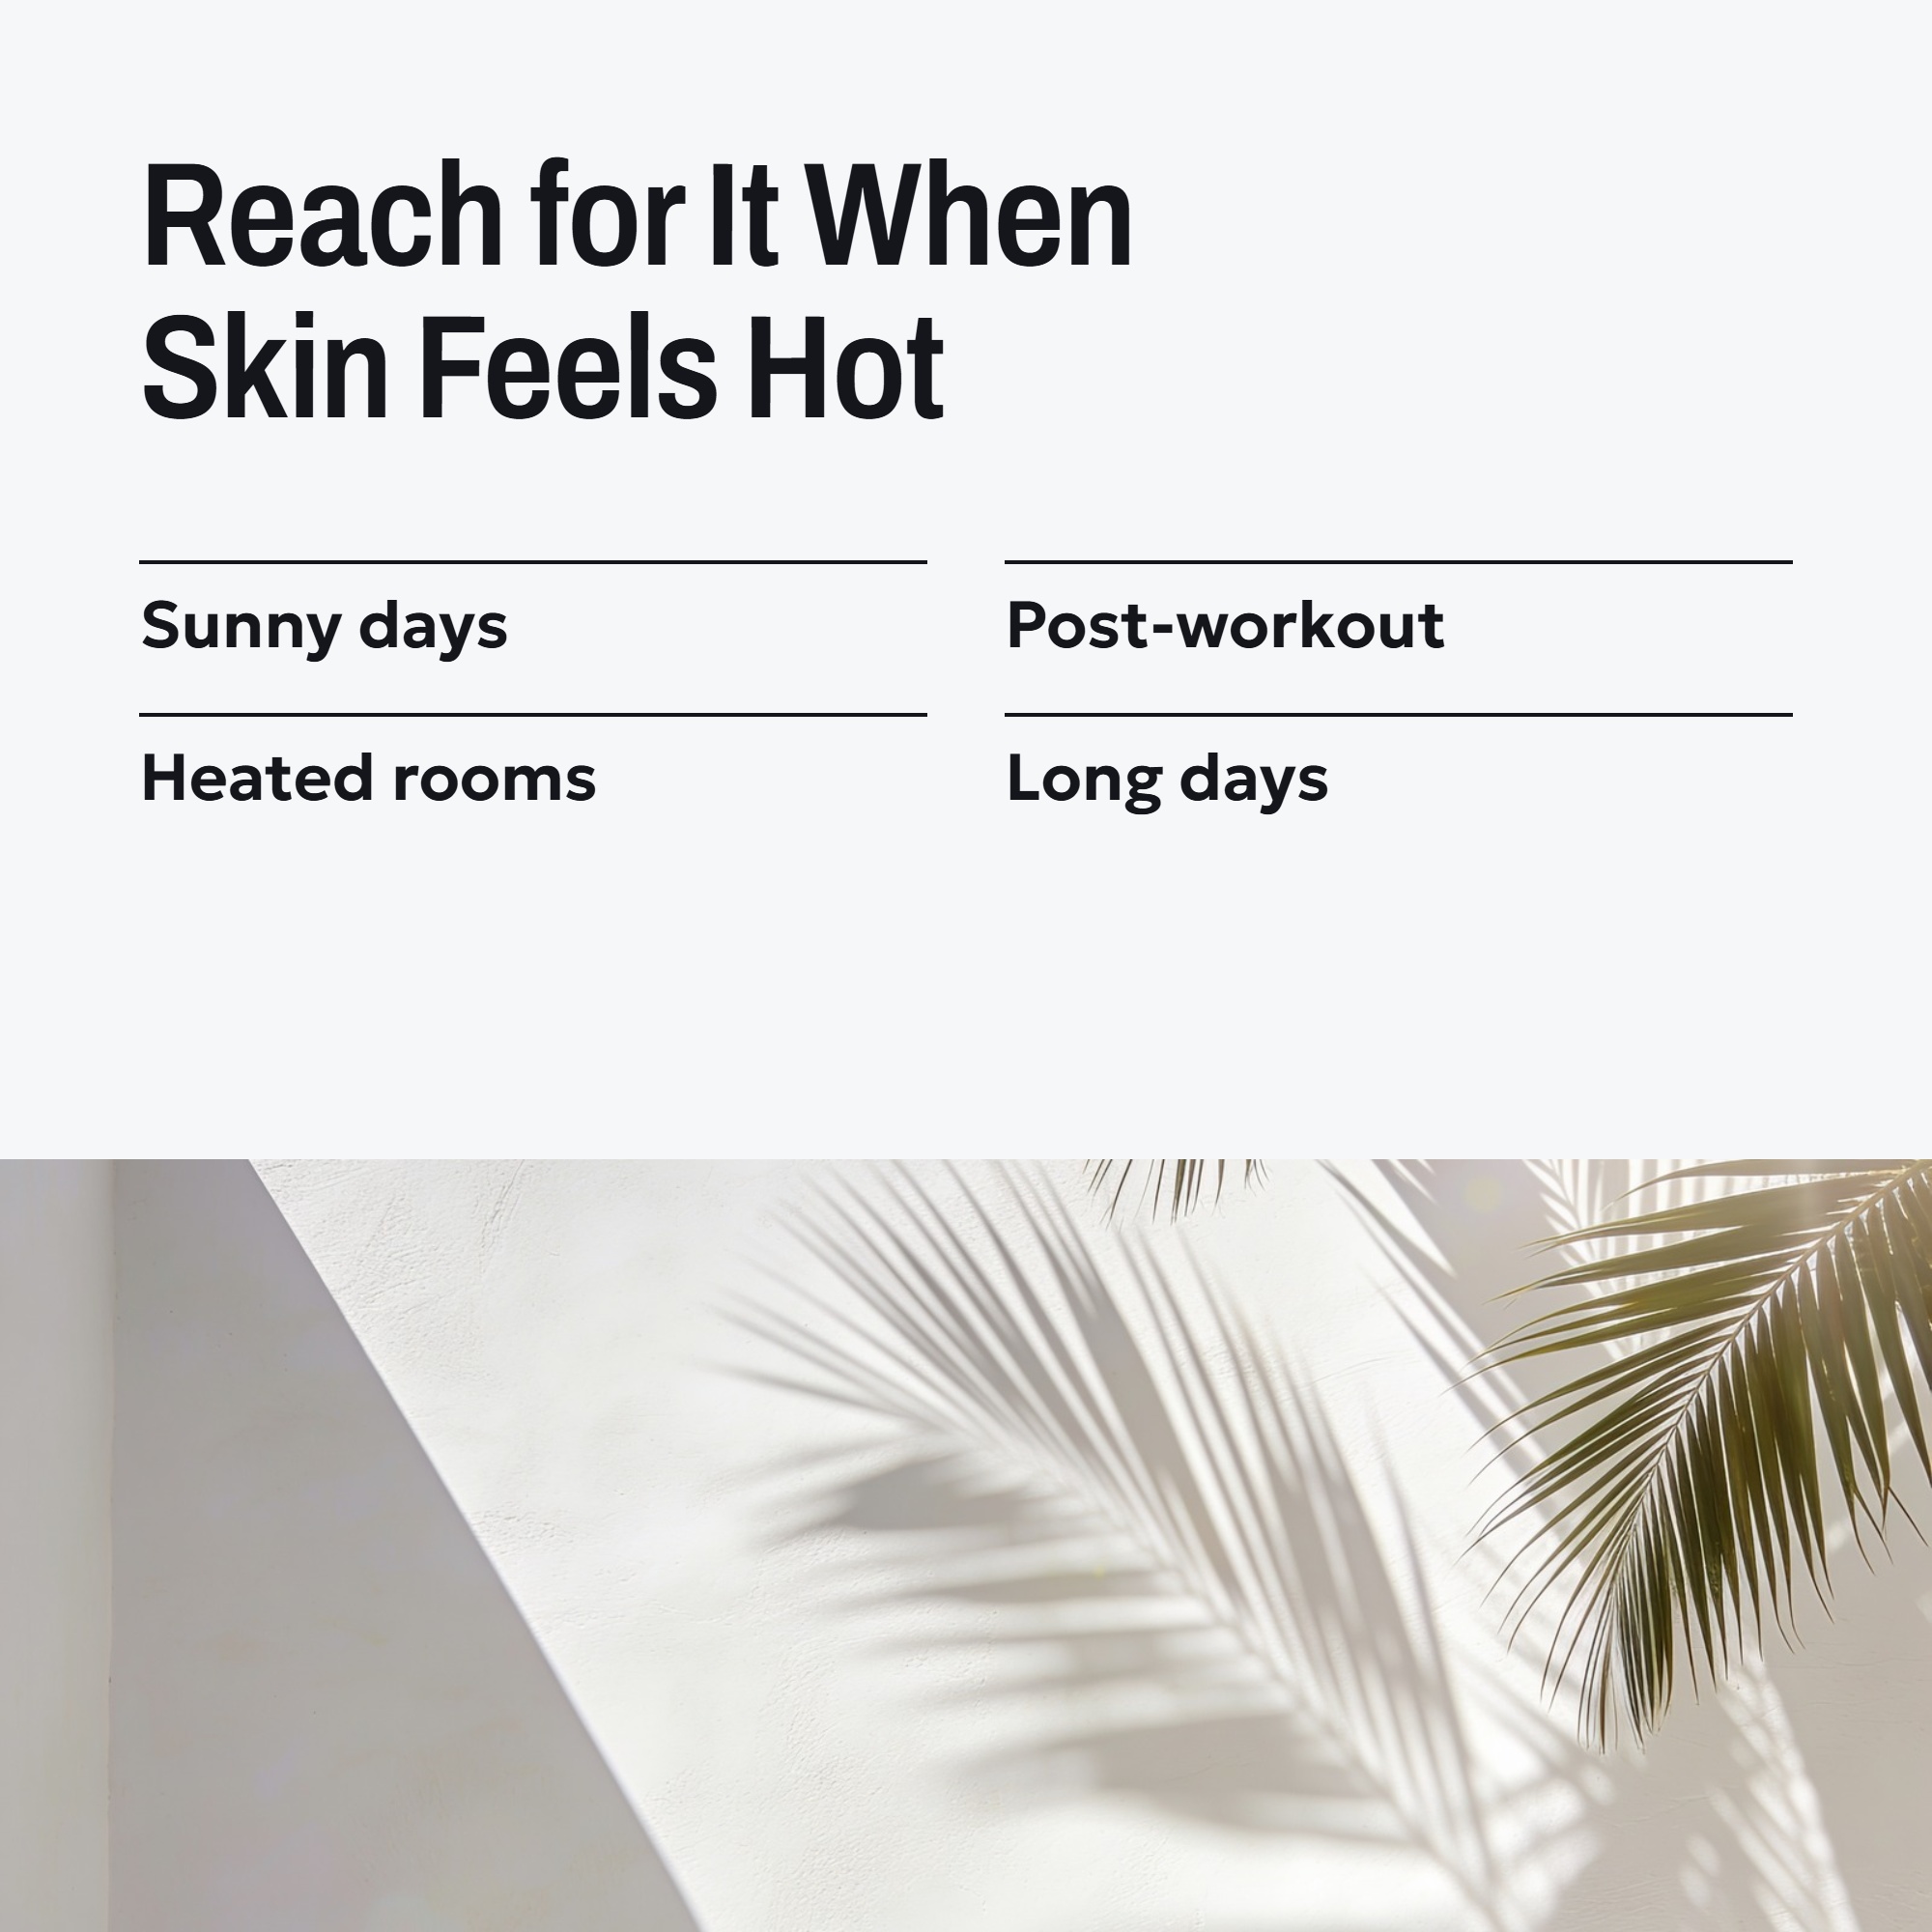 Reach for It When
Skin Feels Hot
Sunny days
Post-workout
Heated rooms
Long days